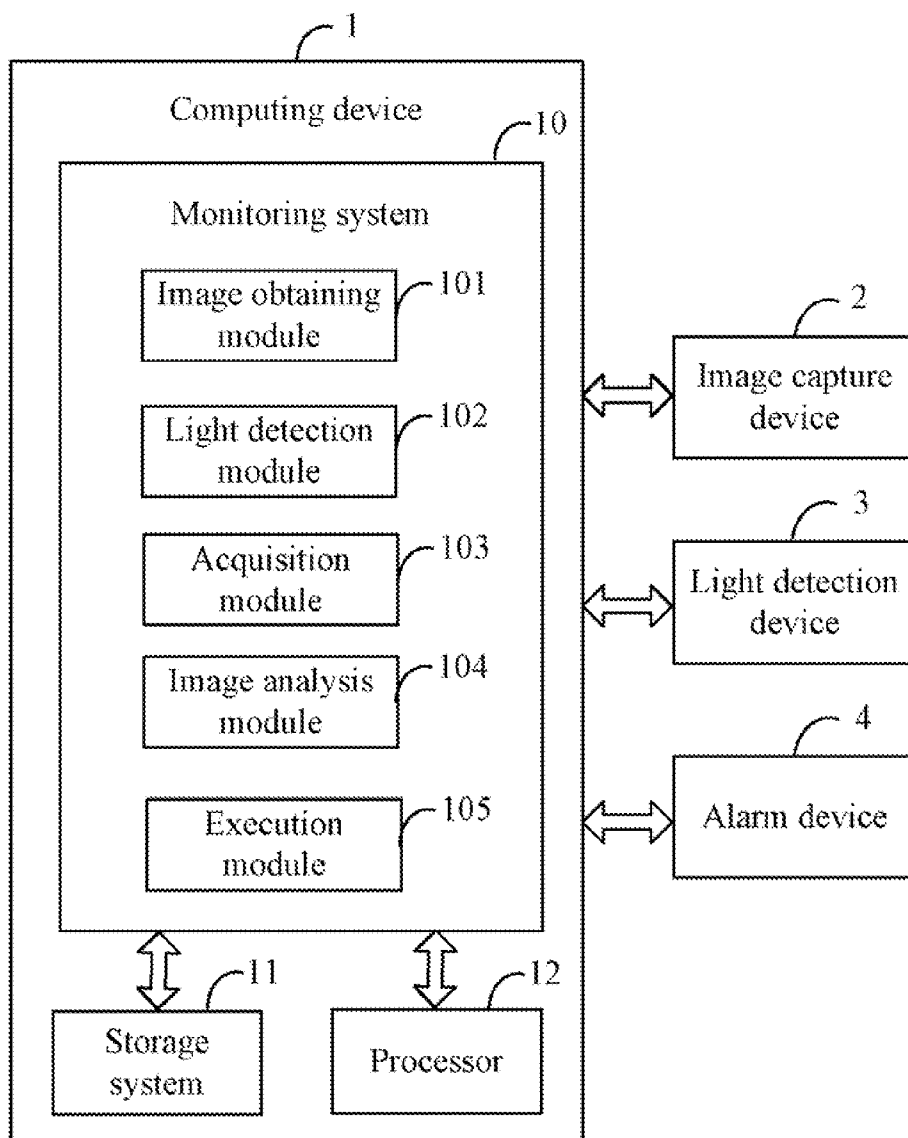 1
Computing device
10
Monitoring system
Image obtaining
module
101
Light detection
module
102
Acquisition
module
103
Image analysis
module
104
Execution
module
105
2
Image capture
device
3
Light detection
device
4
Alarm device
11
Storage
system
12
Processor